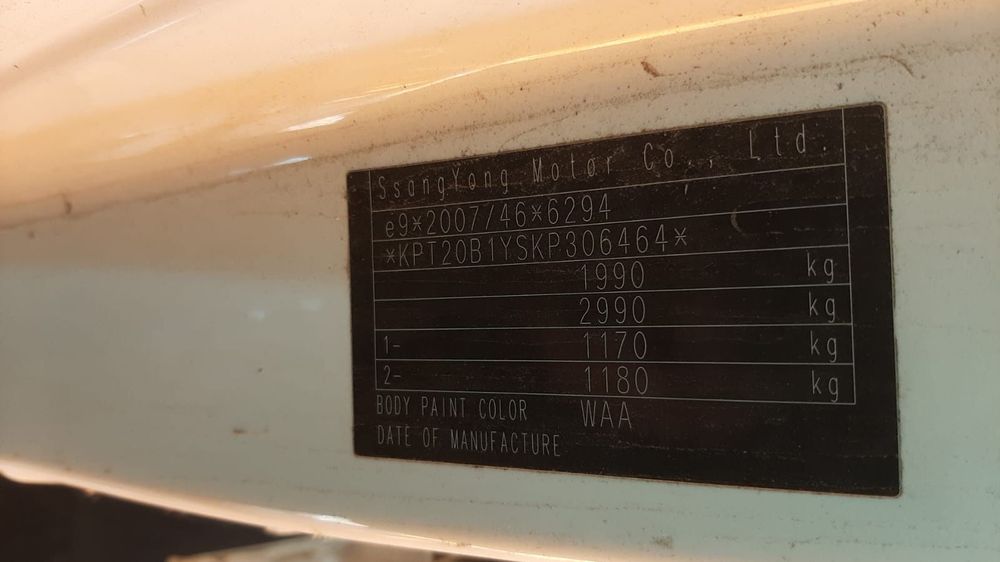 SsangYong Motor Co., Ltd.
e9*2007/46*6294
*KPT20B1YSKP306464*
1990 kg
2990 kg
1- 1170 kg
2- 1180 kg
BODY PAINT COLOR WAA
DATE OF MANUFACTURE